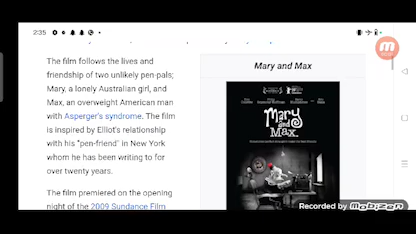 2:35
00:07
The film follows the lives and
friendship of two unlikely pen-pals;
Mary, a lonely Australian girl, and
Max, an overweight American man
with Asperger's syndrome. The film
is inspired by Elliot's relationship
with his "pen-friend" in New York
whom he has been writing to for
over twenty years.
The film premiered on the opening
night of the 2009 Sundance Film
Mary and Max
Mary
and
Max.
Recorded by Mobizen